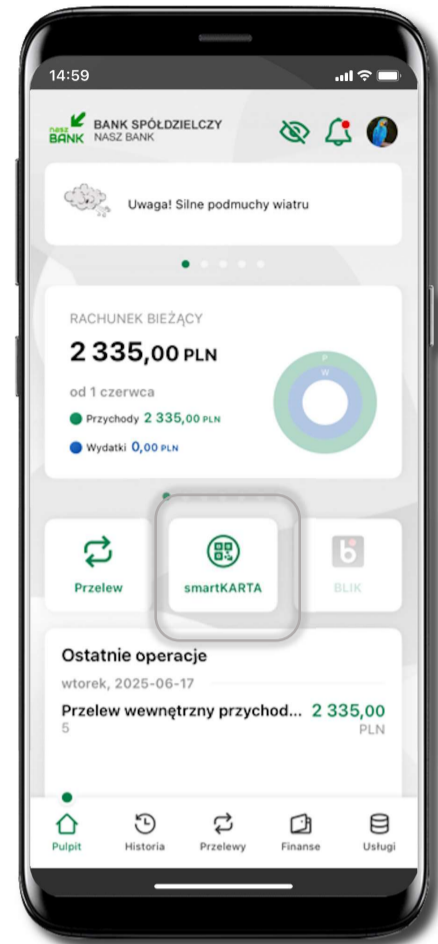 14:59
nasz BANK
BANK SPÓŁDZIELCZY
NASZ BANK
Uwaga! Silne podmuchy wiatru
RACHUNEK BIEŻĄCY
2 335,00 PLN
od 1 czerwca
Przychody 2 335,00 PLN
Wydatki 0,00 PLN
P
W
Przelew
smartKARTA
BLIK
Ostatnie operacje
wtorek, 2025-06-17
Przelew wewnętrzny przychod... 2 335,00
5
PLN
Pulpit
Historia
Przelewy
Finanse
Usługi